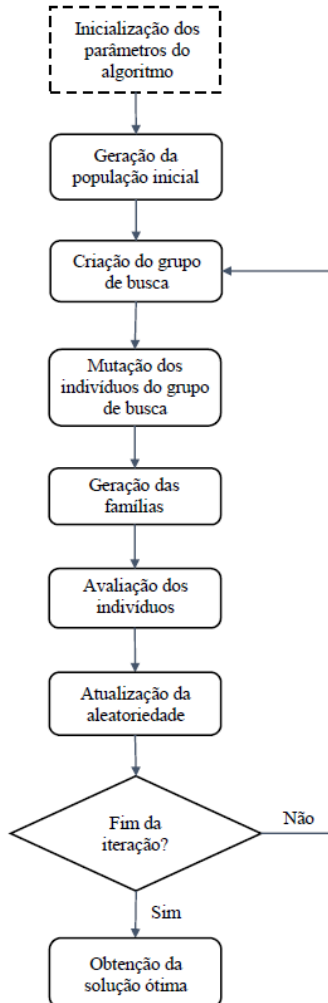 Inicialização dos
parâmetros do
algoritmo
Geração da
população inicial
Criação do grupo
de busca
Mutação dos
indivíduos do grupo
de busca
Geração das
famílias
Avaliação dos
indivíduos
Atualização da
aleatoriedade
Fim da
iteração?
Não
Sim
Obtenção da
solução ótima